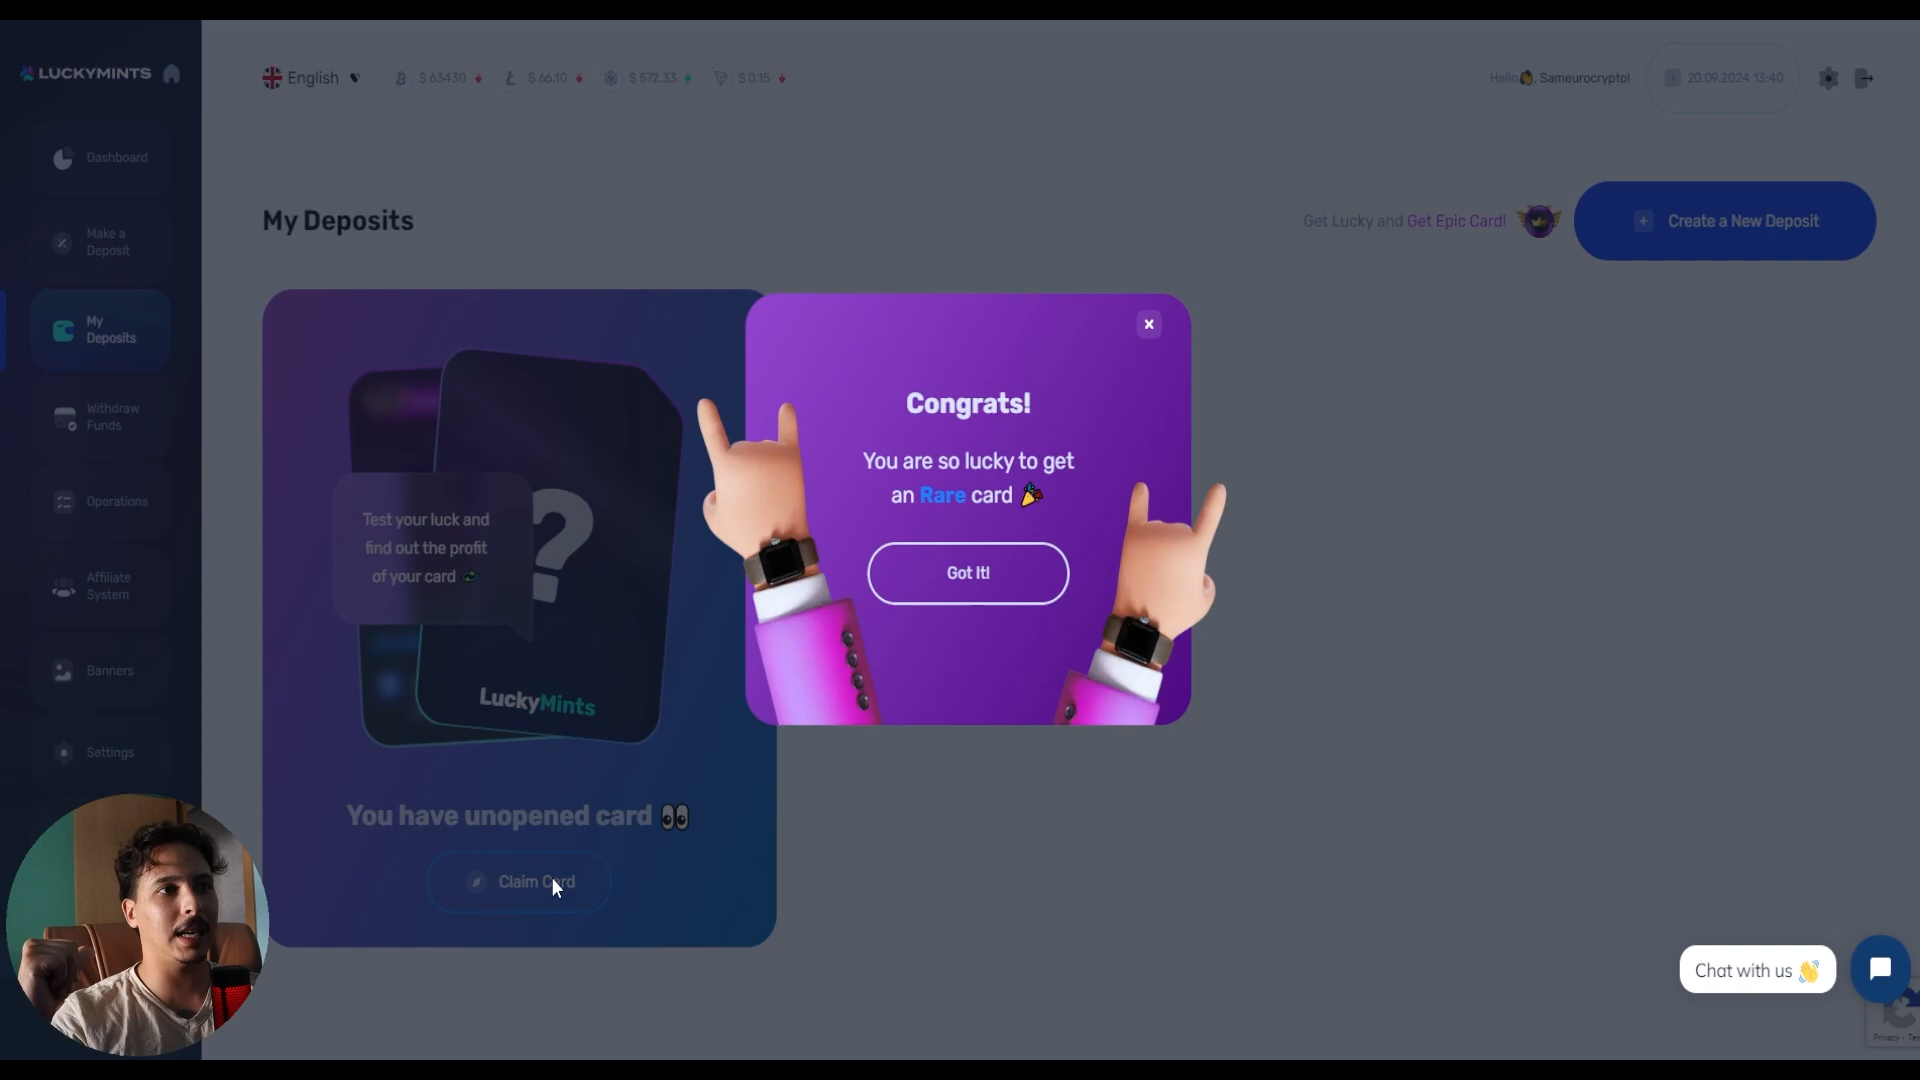 LUCKYMINTS
English
$ 63430
$ 66.10
$ 572.33
$ 0.15
Hello, Sameurocrypto!
20.09.2024 13:40
Dashboard
Make a
Deposit
My
Deposits
Withdraw
Funds
Operations
Affiliate
System
Banners
Settings
My Deposits
Get Lucky and Get Epic Card!
+ Create a New Deposit
Test your luck and
find out the profit
of your card
?
LuckyMints
You have unopened card
Claim Card
x
Congrats!
You are so lucky to get
an Rare card
Got It!
Chat with us
Privacy